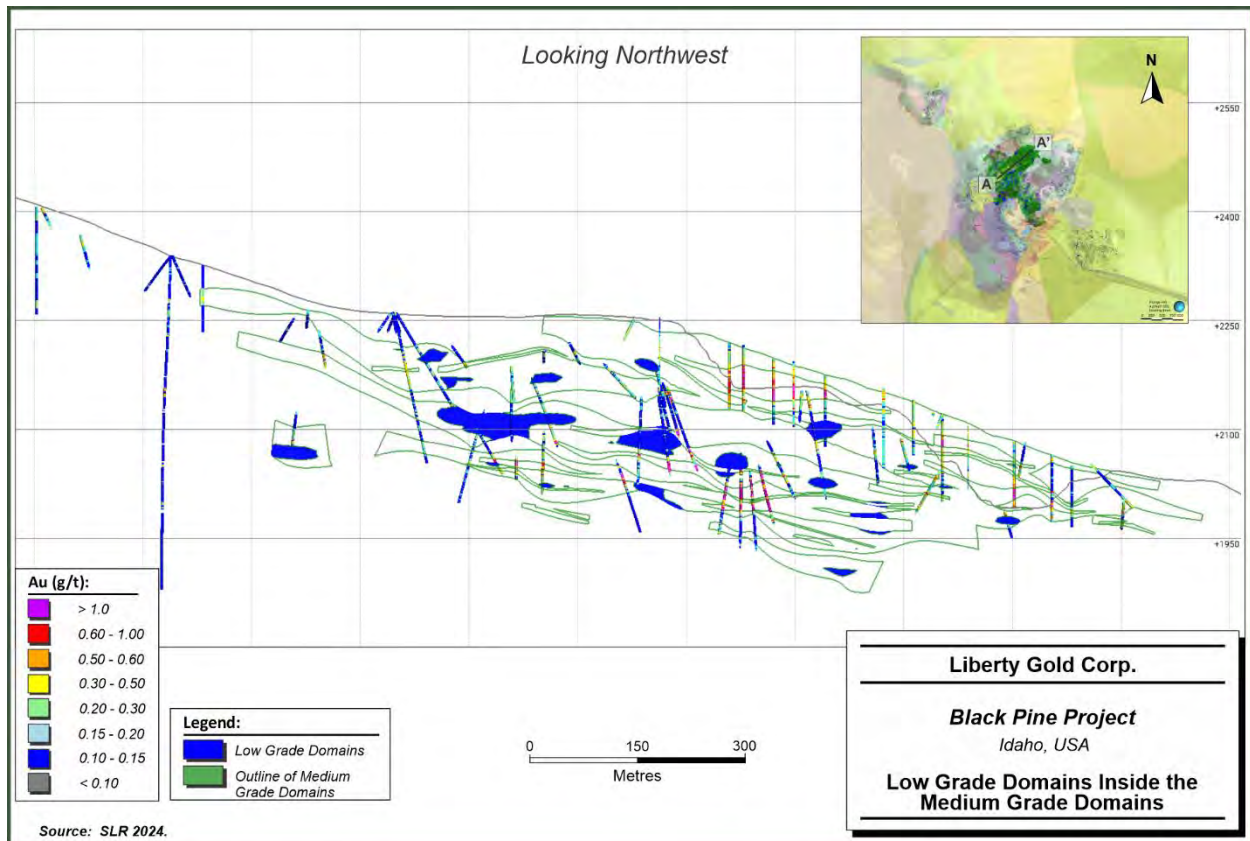 Looking Northwest
N
A'
A
+2550
+2400
+2250
+2100
+1950
Au (g/t):
> 1.0
0.60 - 1.00
0.50 - 0.60
0.30 - 0.50
0.20 - 0.30
0.15 - 0.20
0.10 - 0.15
< 0.10
Legend:
Low Grade Domains
Outline of Medium
Grade Domains
0 150 300
Metres
Liberty Gold Corp.
Black Pine Project
Idaho, USA
Low Grade Domains Inside the
Medium Grade Domains
Source: SLR 2024.